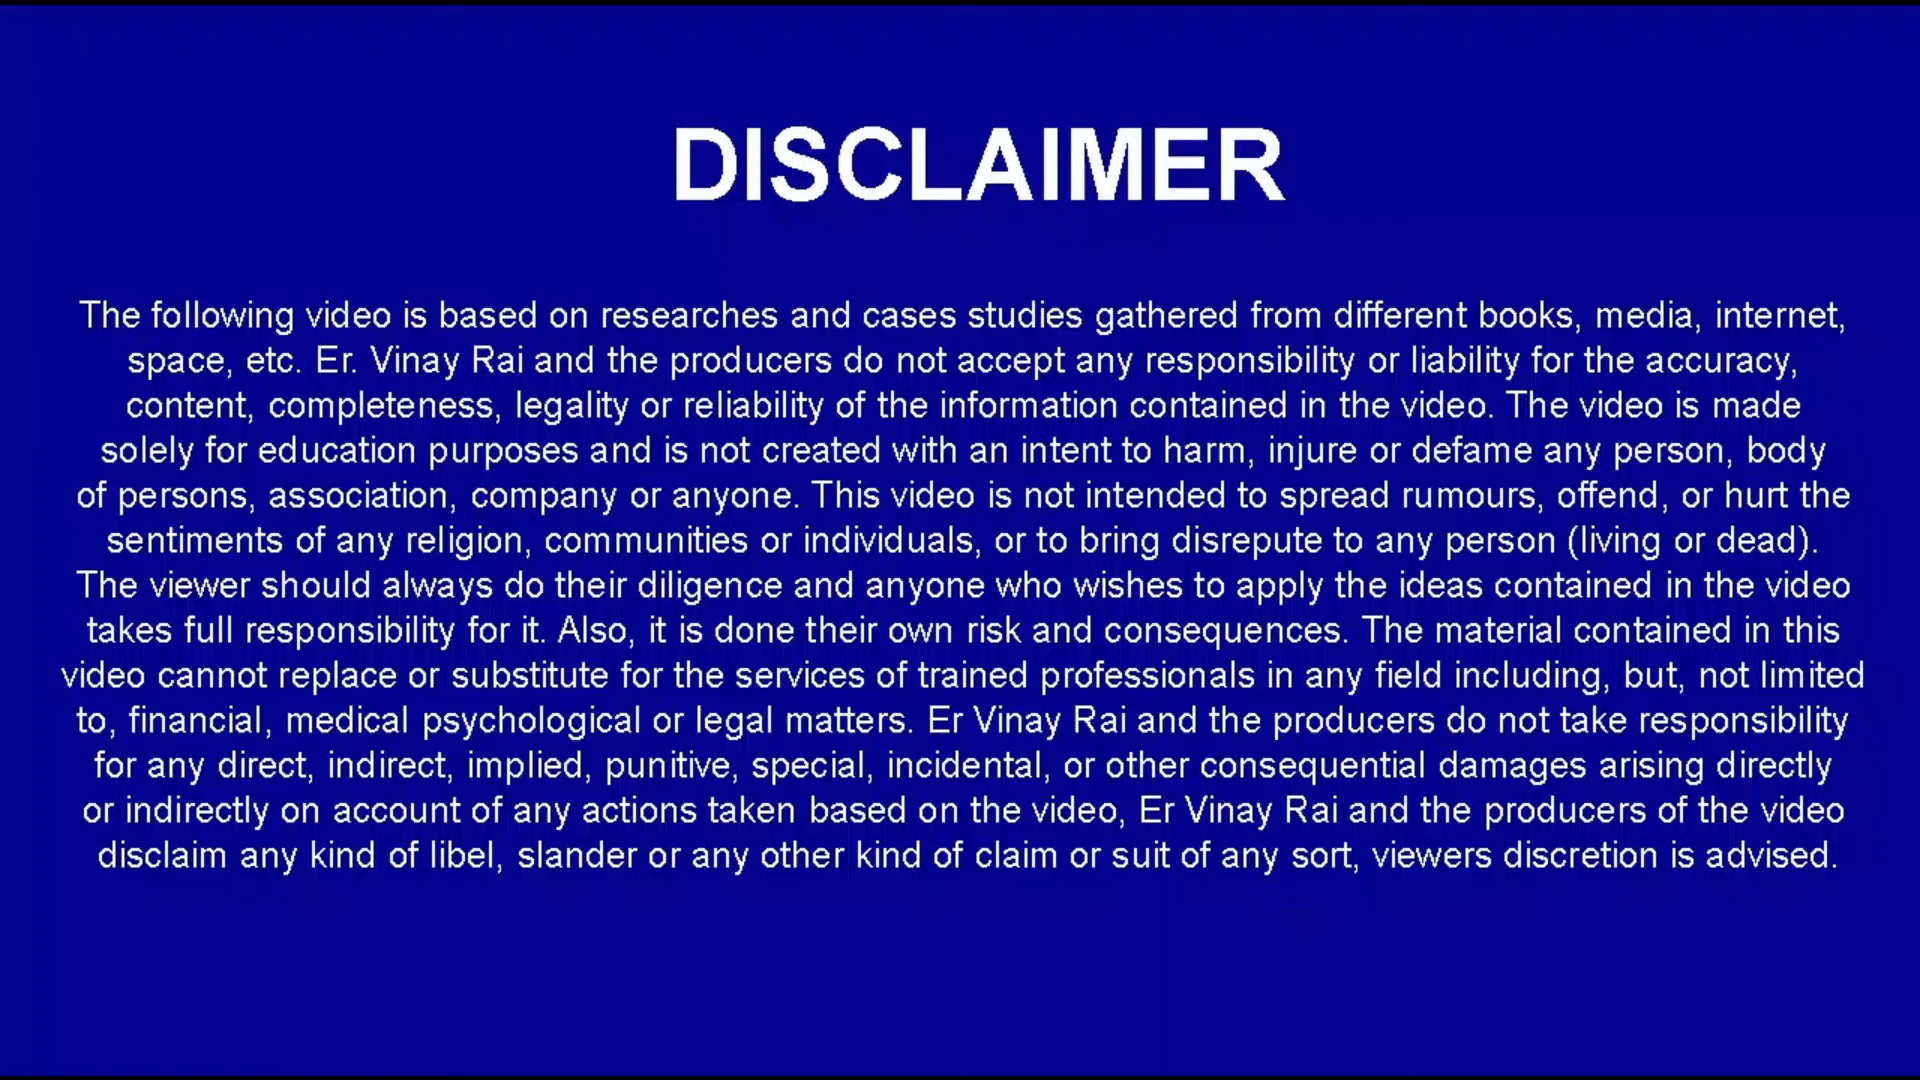 DISCLAIMER
The following video is based on researches and cases studies gathered from different books, media, internet,
space, etc. Er. Vinay Rai and the producers do not accept any responsibility or liability for the accuracy,
content, completeness, legality or reliability of the information contained in the video. The video is made
solely for education purposes and is not created with an intent to harm, injure or defame any person, body
of persons, association, company or anyone. This video is not intended to spread rumours, offend, or hurt the
sentiments of any religion, communities or individuals, or to bring disrepute to any person (living or dead).
The viewer should always do their diligence and anyone who wishes to apply the ideas contained in the video
takes full responsibility for it. Also, it is done their own risk and consequences. The material contained in this
video cannot replace or substitute for the services of trained professionals in any field including, but, not limited
to, financial, medical psychological or legal matters. Er Vinay Rai and the producers do not take responsibility
for any direct, indirect, implied, punitive, special, incidental, or other consequential damages arising directly
or indirectly on account of any actions taken based on the video, Er Vinay Rai and the producers of the video
disclaim any kind of libel, slander or any other kind of claim or suit of any sort, viewers discretion is advised.